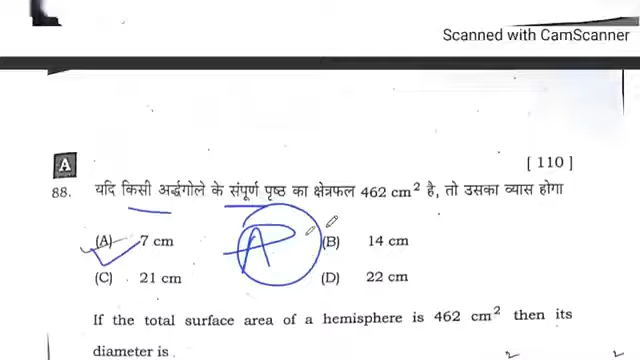 Scanned with CamScanner
A
[ 110 ]
88. यदि किसी अर्द्धगोले के संपूर्ण पृष्ठ का क्षेत्रफल 462 cm² है, तो उसका व्यास होगा
(A) 7 cm (B) 14 cm
A
(C) 21 cm (D) 22 cm
If the total surface area of a hemisphere is 462 cm² then its
diameter is